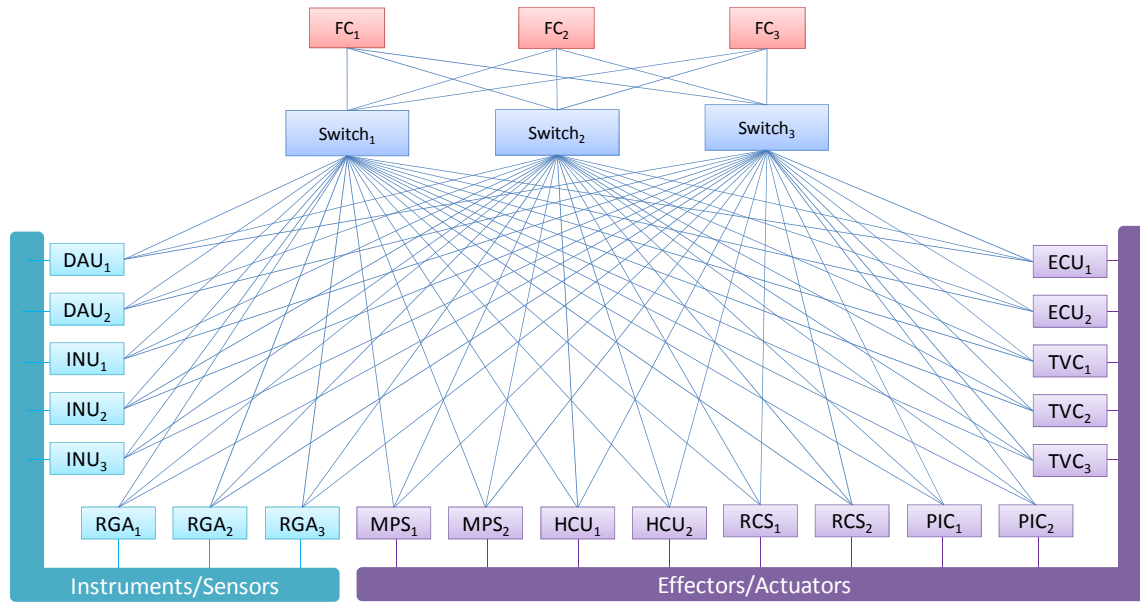 FC₁
FC₂
FC₃
Switch₁
Switch₂
Switch₃
DAU₁
DAU₂
INU₁
INU₂
INU₃
ECU₁
ECU₂
TVC₁
TVC₂
TVC₃
RGA₁
RGA₂
RGA₃
MPS₁
MPS₂
HCU₁
HCU₂
RCS₁
RCS₂
PIC₁
PIC₂
Instruments/Sensors
Effectors/Actuators